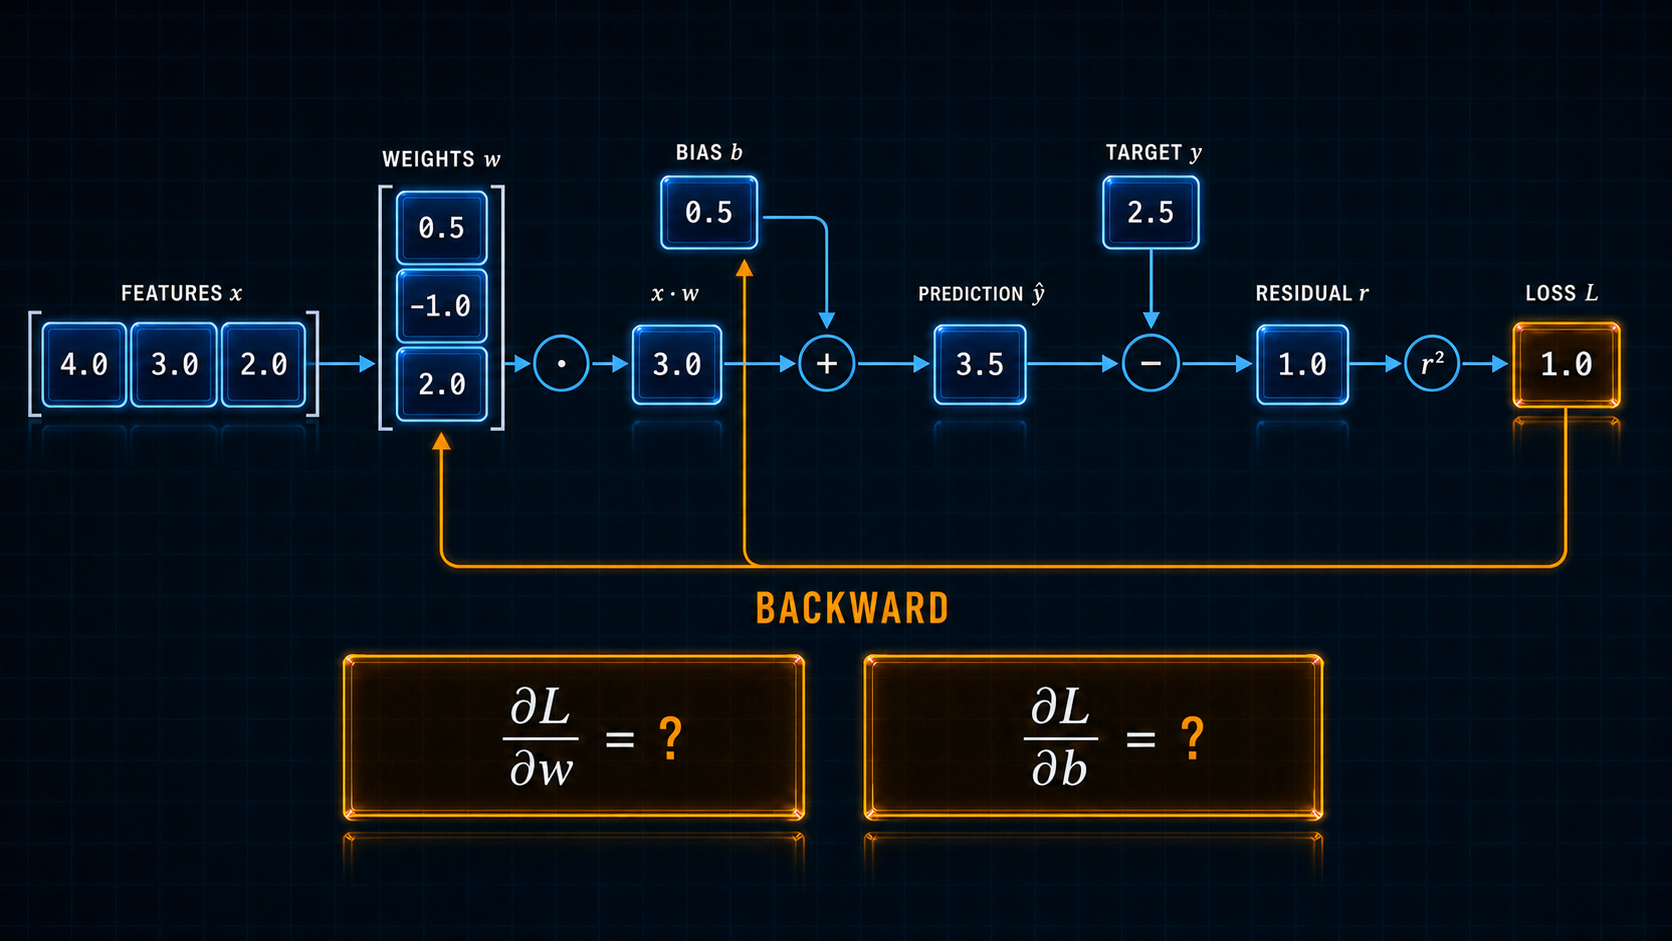 WEIGHTS w
BIAS b
TARGET y
0.5
0.5
2.5
FEATURES x
-1.0
x · w
PREDICTION ŷ
RESIDUAL r
LOSS L
4.0 3.0 2.0
2.0
·
3.0
+
3.5
−
1.0
r²
1.0
BACKWARD
∂L/∂w = ?
∂L/∂b = ?